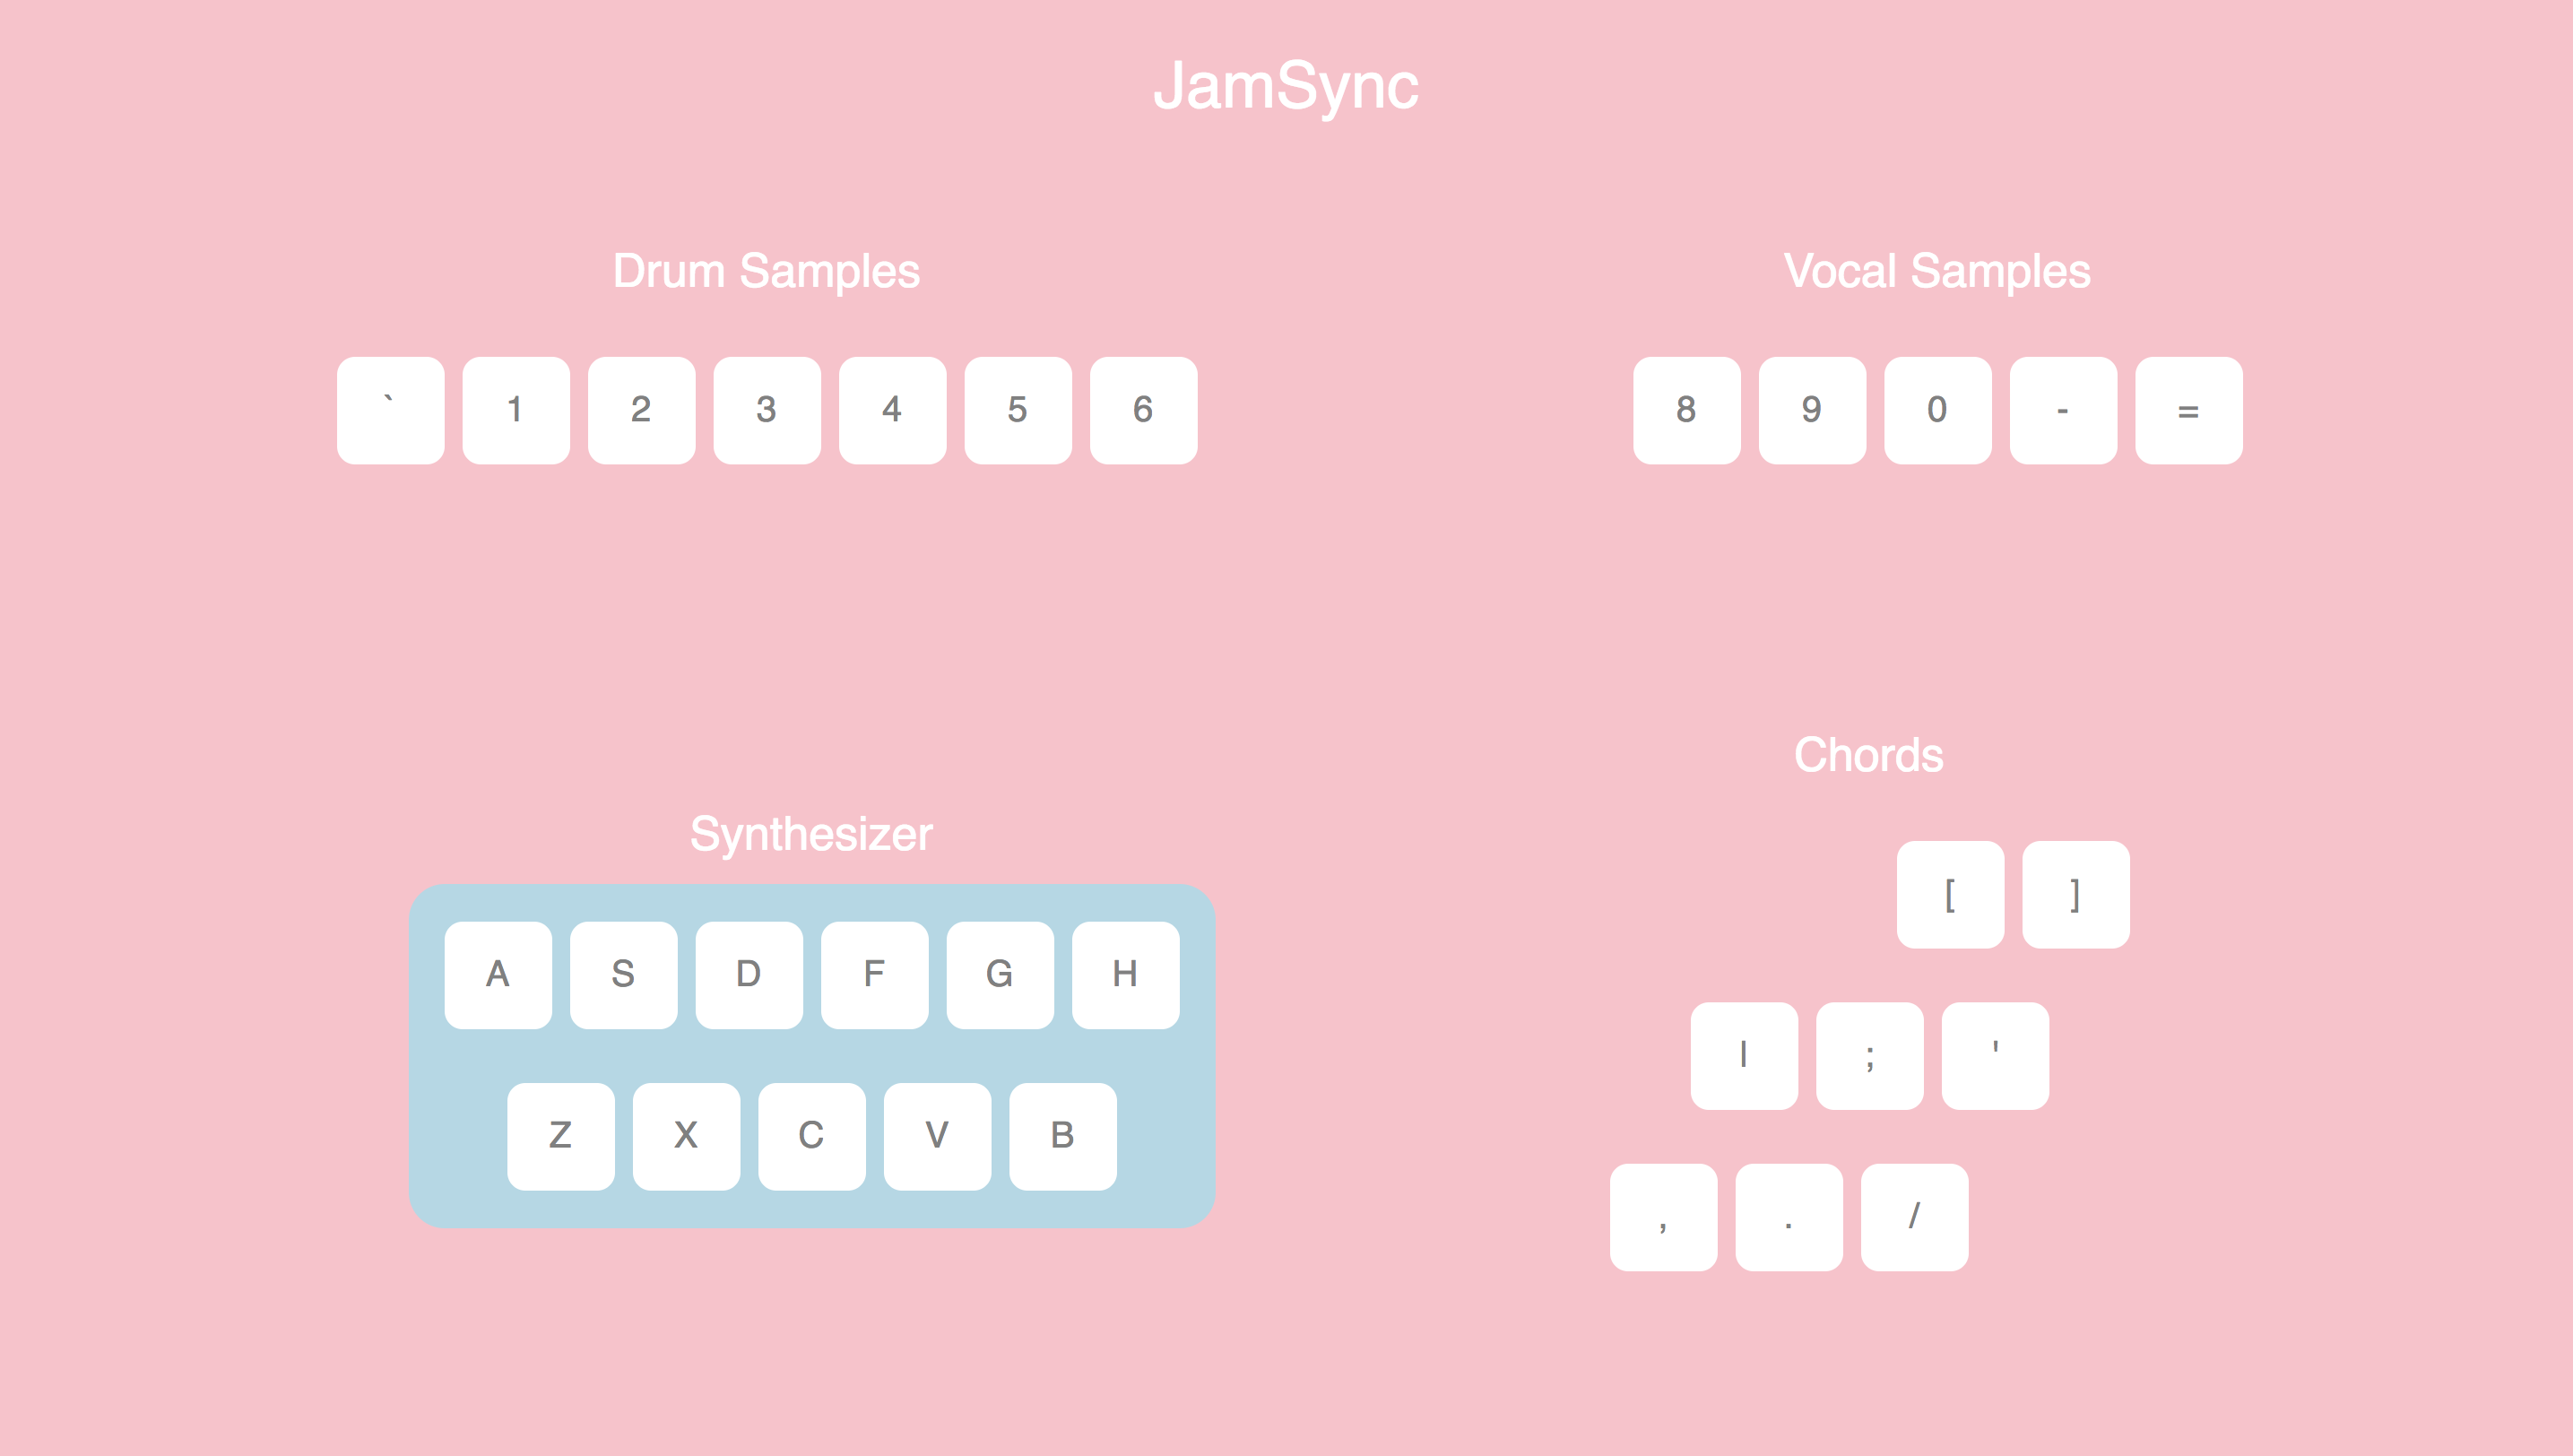 JamSync
Drum Samples
` 1 2 3 4 5 6
Vocal Samples
8 9 0 - =
Synthesizer
A S D F G H
Z X C V B
Chords
[ ]
l ; '
, . /